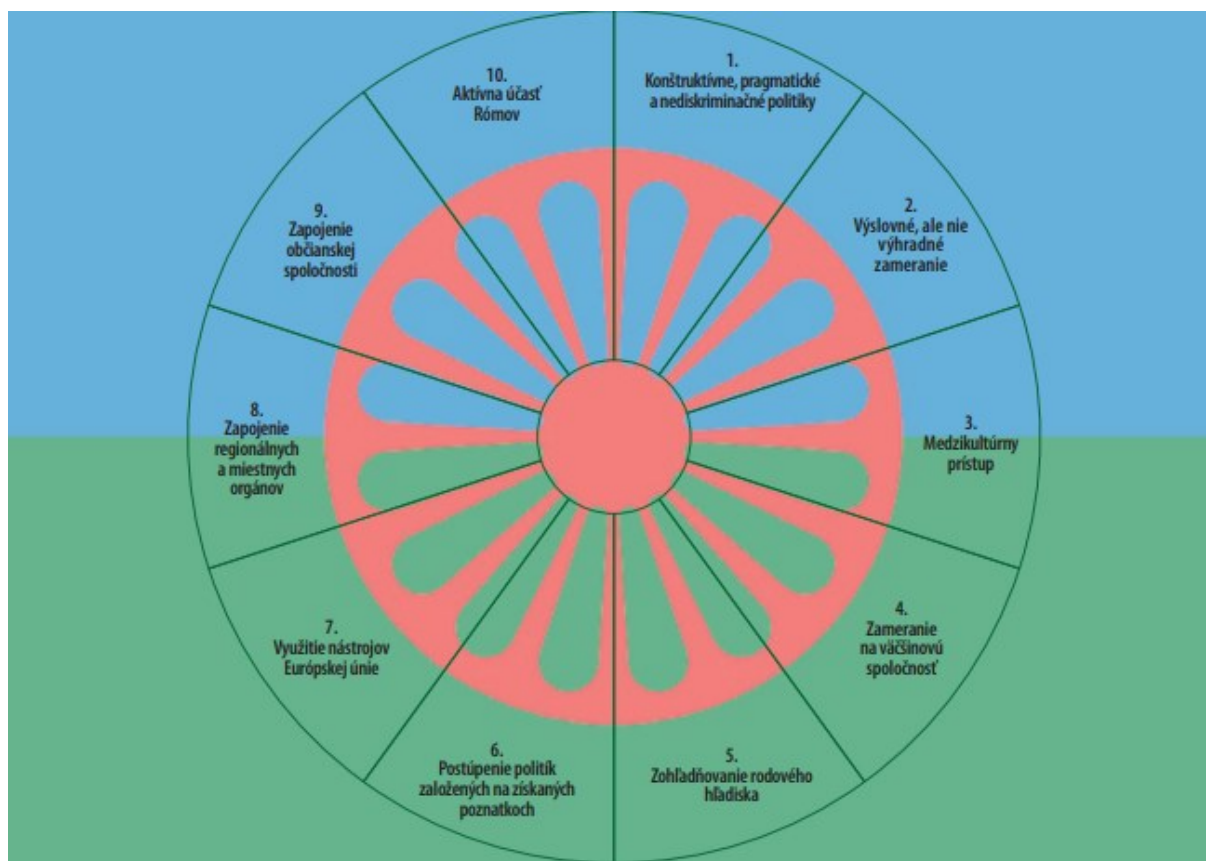 1.
Konštruktívne, pragmatické
a nediskriminačné politiky
2.
Výslovné, ale nie
výhradné
zameranie
3.
Medzikultúrny
prístup
4.
Zameranie
na väčšinovú
spoločnosť
5.
Zohľadňovanie rodového
hľadiska
6.
Postúpenie politík
založených na získaných
poznatkoch
7.
Využitie nástrojov
Európskej únie
8.
Zapojenie
regionálnych
a miestnych
orgánov
9.
Zapojenie
občianskej
spoločnosti
10.
Aktívna účasť
Rómov